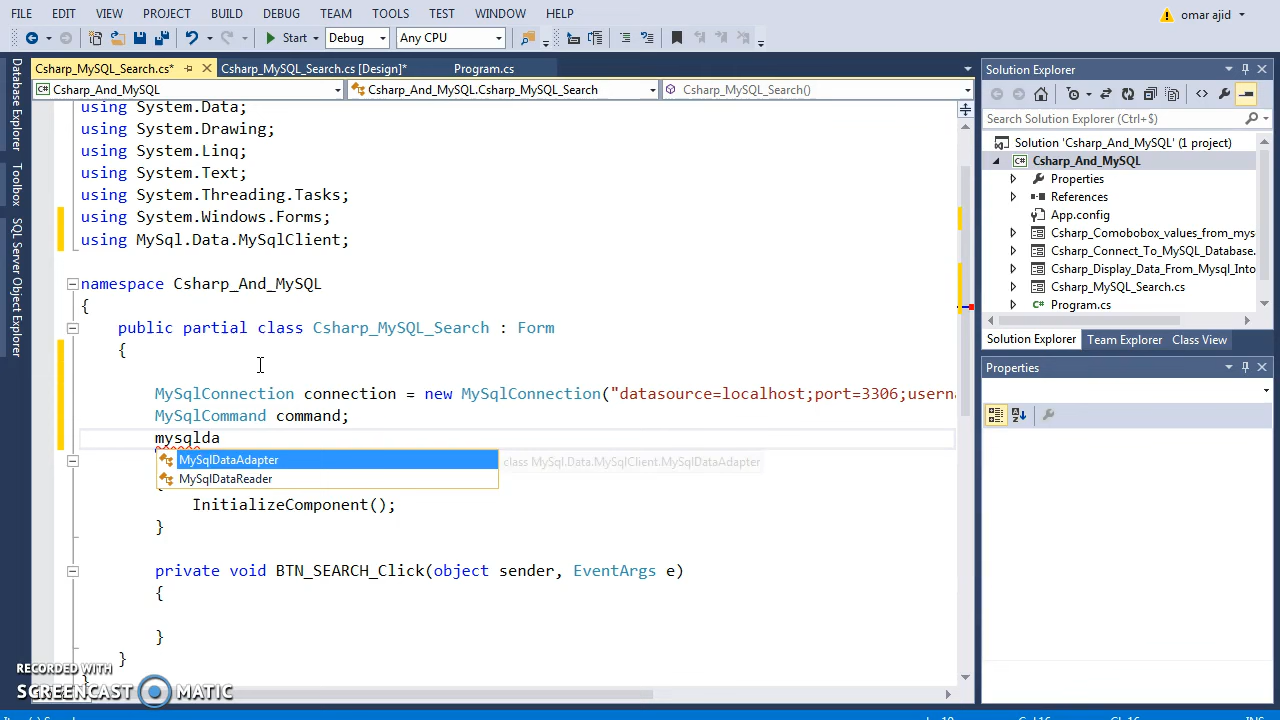 FILE EDIT VIEW PROJECT BUILD DEBUG TEAM TOOLS TEST WINDOW HELP omar ajid
Start Debug Any CPU
Csharp_MySQL_Search.cs* Csharp_MySQL_Search.cs [Design]* Program.cs
Csharp_And_MySQL Csharp_And_MySQL.Csharp_MySQL_Search Csharp_MySQL_Search()
Database Explorer
Toolbox
SQL Server Object Explorer
using System.Data;
using System.Drawing;
using System.Linq;
using System.Text;
using System.Threading.Tasks;
using System.Windows.Forms;
using MySql.Data.MySqlClient;
namespace Csharp_And_MySQL
{
public partial class Csharp_MySQL_Search : Form
{
MySqlConnection connection = new MySqlConnection("datasource=localhost;port=3306;userna
MySqlCommand command;
mysqlda
MySqlDataAdapter class MySql.Data.MySqlClient.MySqlDataAdapter
MySqlDataReader
{
InitializeComponent();
}
private void BTN_SEARCH_Click(object sender, EventArgs e)
{
}
}
}
Solution Explorer
Search Solution Explorer (Ctrl+$)
Solution 'Csharp_And_MySQL' (1 project)
Csharp_And_MySQL
Properties
References
App.config
Csharp_Comobobox_values_from_mys
Csharp_Connect_To_MySQL_Database.
Csharp_Display_Data_From_Mysql_Into
Csharp_MySQL_Search.cs
Program.cs
Solution Explorer Team Explorer Class View
Properties
RECORDED WITH
SCREENCAST MATIC